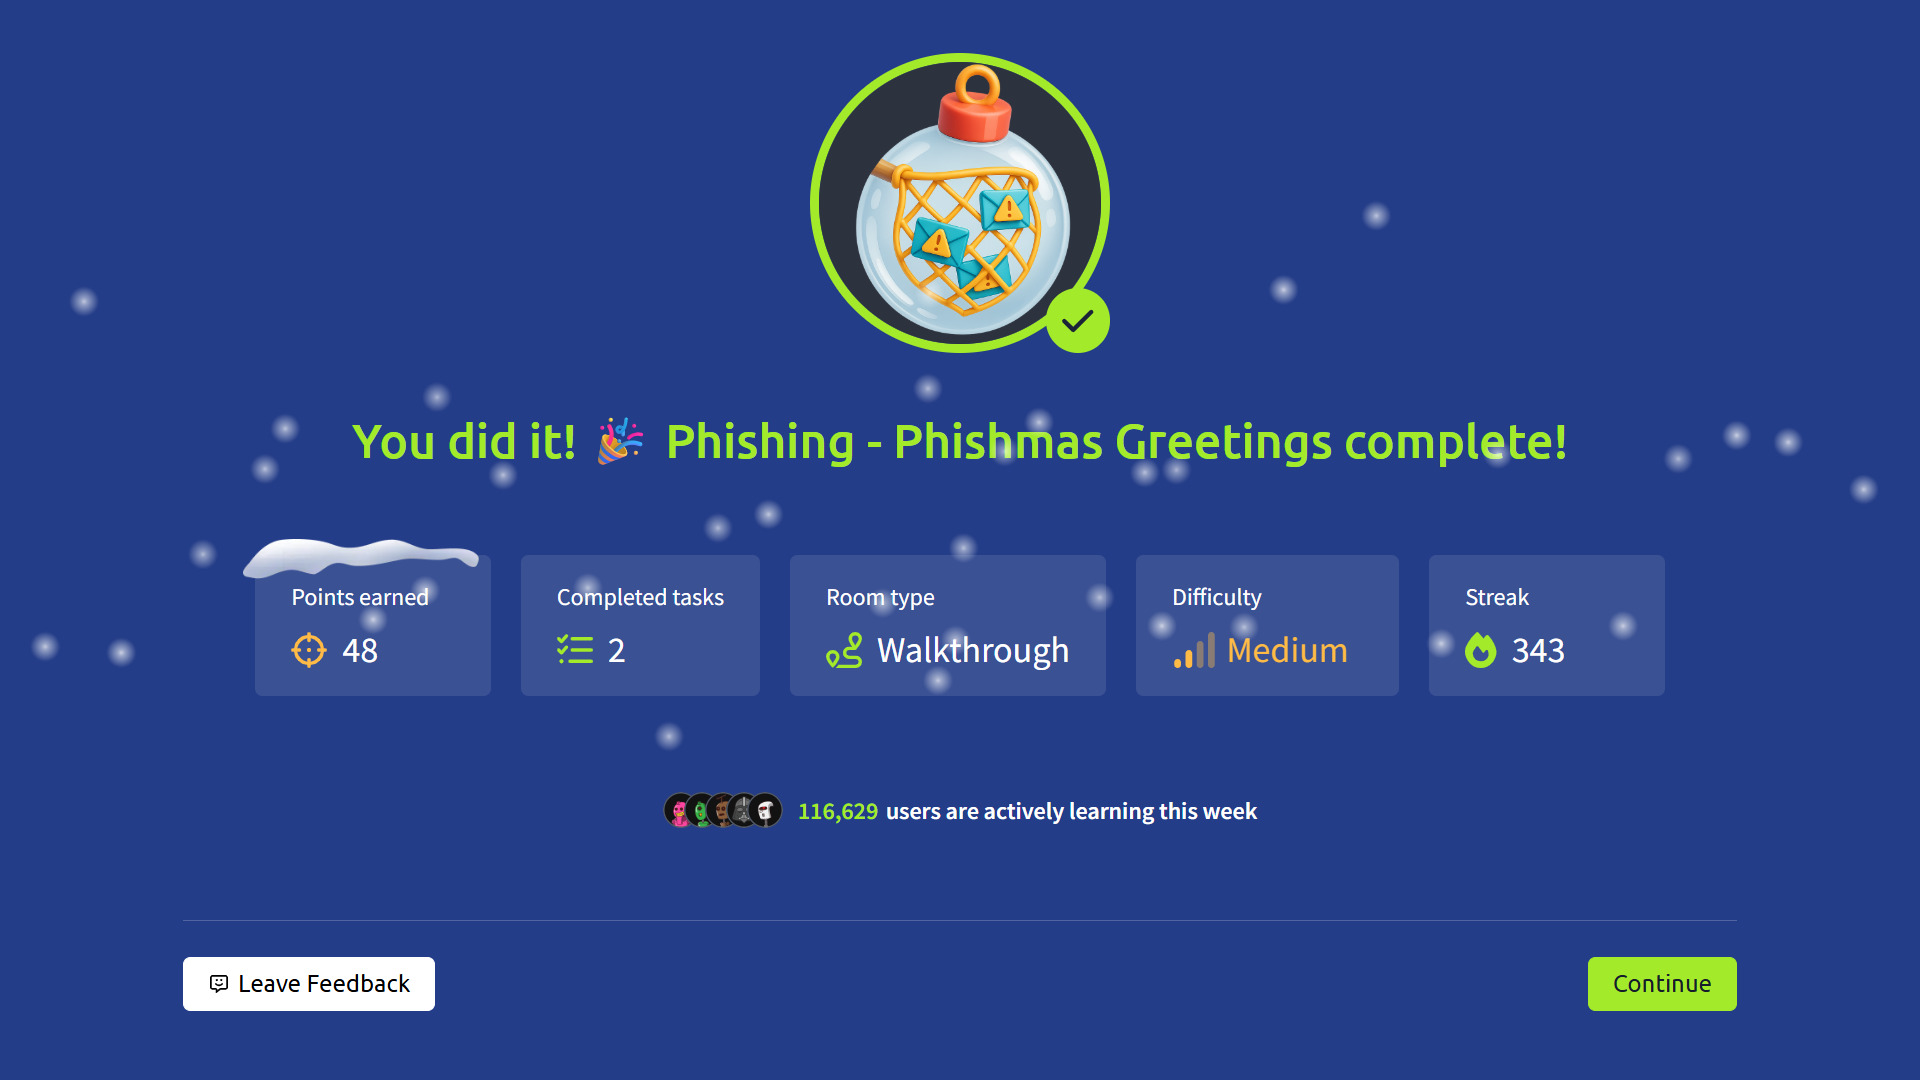 You did it! 🎉 Phishing - Phishmas Greetings complete!
Points earned
48
Completed tasks
2
Room type
Walkthrough
Difficulty
Medium
Streak
343
116,629 users are actively learning this week
Leave Feedback
Continue